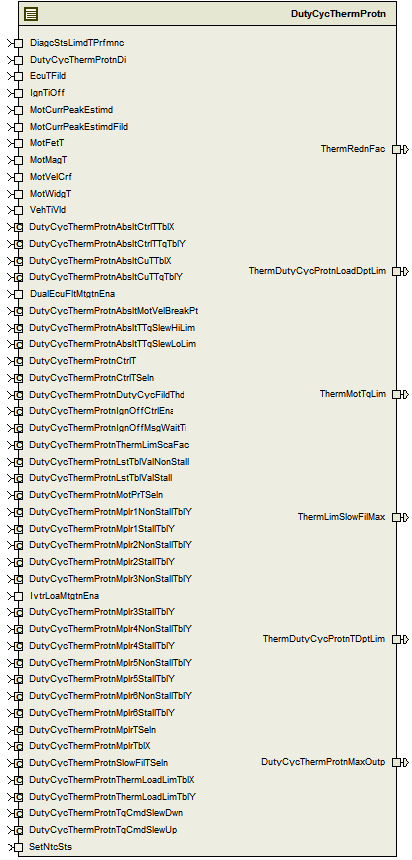 DutyCycThermProtn
DiagcStsLimdTPrfmnc
DutyCycThermProtnDi
EcuTFild
IgnTiOff
MotCurrPeakEstimd
MotCurrPeakEstimdFild
MotFetT
MotMagT
MotVelCrf
MotWidgT
VehTiVld
DutyCycThermProtnAbsltCtrlTTblX
DutyCycThermProtnAbsltCtrlTTqTblY
DutyCycThermProtnAbsltCuTTblX
DutyCycThermProtnAbsltCuTTqTblY
DualEcuFltMtgtnEna
DutyCycThermProtnAbsltMotVelBreakPt
DutyCycThermProtnAbsltTTqSlewHiLim
DutyCycThermProtnAbsltTTqSlewLoLim
DutyCycThermProtnCtrlT
DutyCycThermProtnCtrlTSeln
DutyCycThermProtnDutyCycFildThd
DutyCycThermProtnIgnOffCtrlEna
DutyCycThermProtnIgnOffMsgWaitTi
DutyCycThermProtnThermLimScaFac
DutyCycThermProtnLstTblValNonStall
DutyCycThermProtnLstTblValStall
DutyCycThermProtnMotPrTSeln
DutyCycThermProtnMplr1NonStallTblY
DutyCycThermProtnMplr1StallTblY
DutyCycThermProtnMplr2NonStallTblY
DutyCycThermProtnMplr2StallTblY
DutyCycThermProtnMplr3NonStallTblY
IvtrLoaMtgtnEna
DutyCycThermProtnMplr3StallTblY
DutyCycThermProtnMplr4NonStallTblY
DutyCycThermProtnMplr4StallTblY
DutyCycThermProtnMplr5NonStallTblY
DutyCycThermProtnMplr5StallTblY
DutyCycThermProtnMplr6NonStallTblY
DutyCycThermProtnMplr6StallTblY
DutyCycThermProtnMplrTSeln
DutyCycThermProtnMplrTblX
DutyCycThermProtnSlowFilTSeln
DutyCycThermProtnThermLoadLimTblX
DutyCycThermProtnThermLoadLimTblY
DutyCycThermProtnTqCmdSlewDwn
DutyCycThermProtnTqCmdSlewUp
SetNtcSts
ThermRednFac
ThermDutyCycProtnLoadDptLim
ThermMotTqLim
ThermLimSlowFilMax
ThermDutyCycProtnTDptLim
DutyCycThermProtnMaxOutp